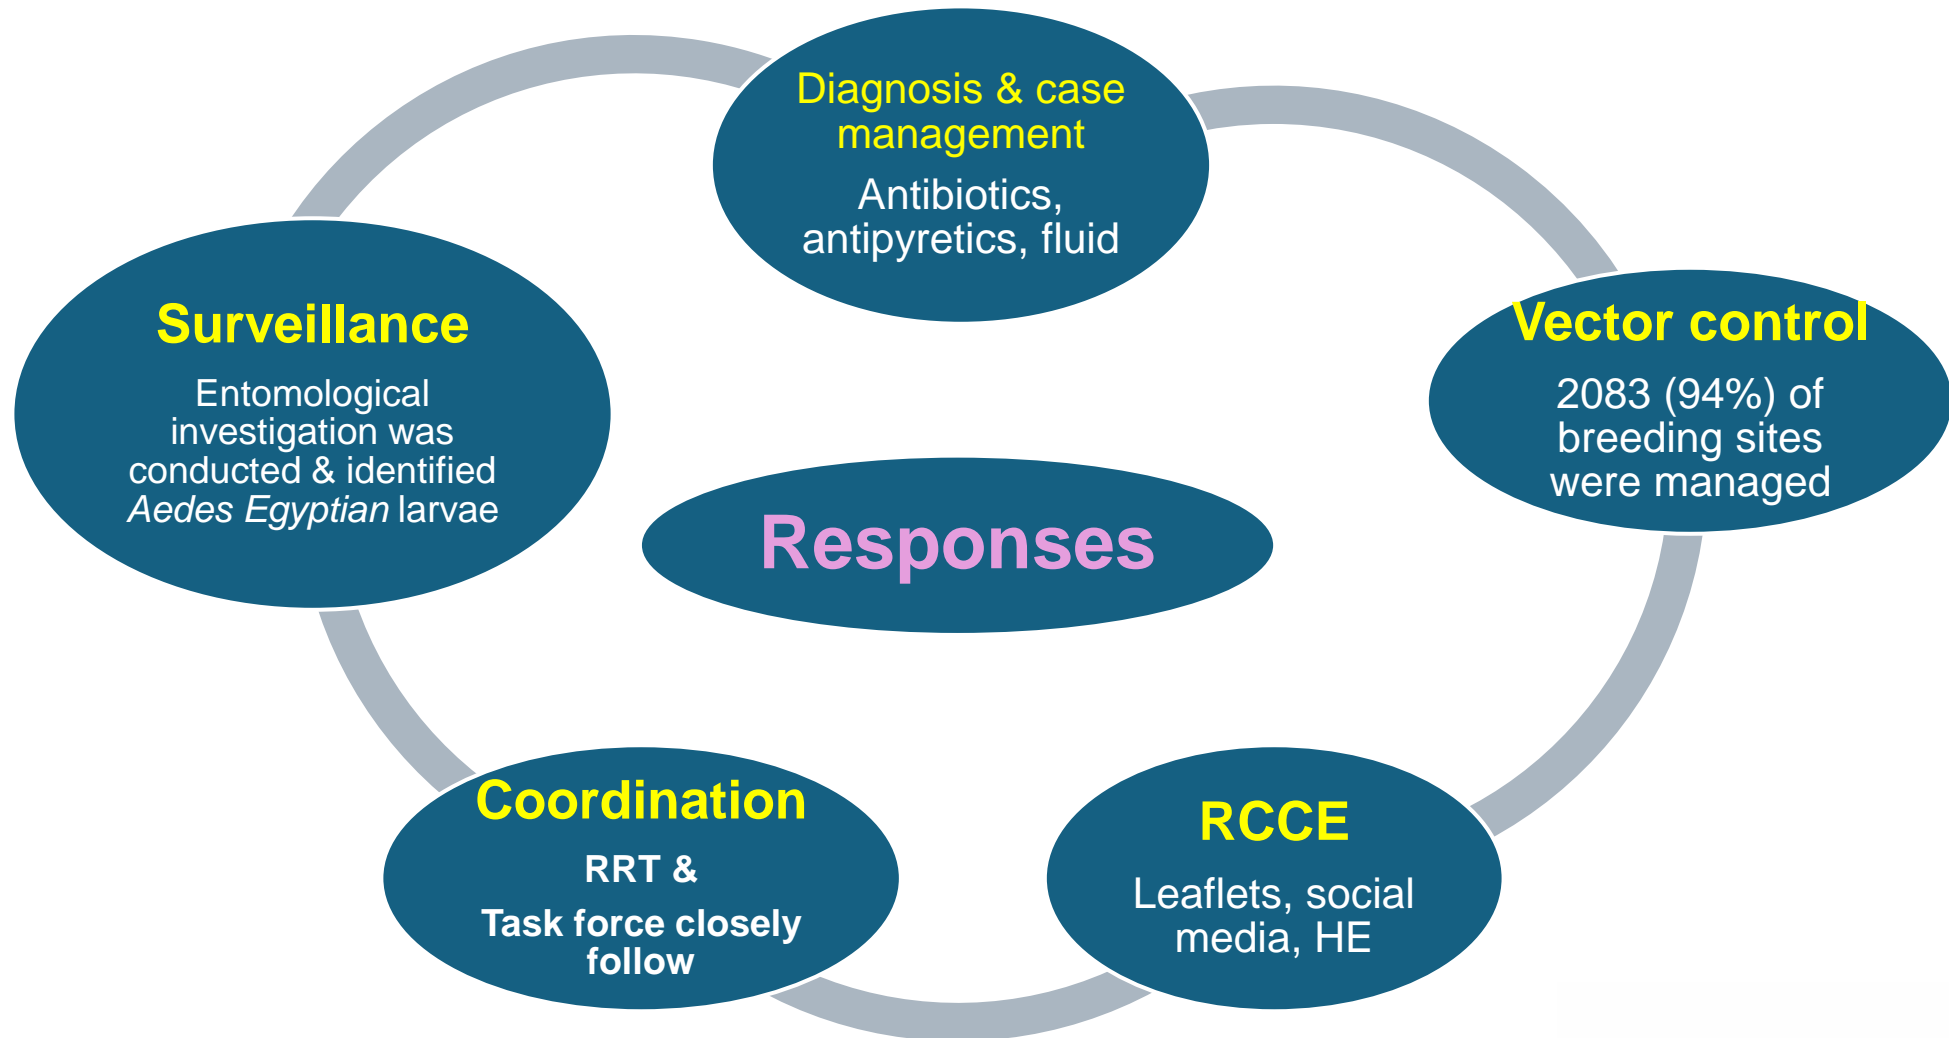 Diagnosis & case
management
Antibiotics,
antipyretics, fluid
Surveillance
Entomological
investigation was
conducted & identified
Aedes Egyptian larvae
Vector control
2083 (94%) of
breeding sites
were managed
Responses
Coordination
RRT &
Task force closely
follow
RCCE
Leaflets, social
media, HE